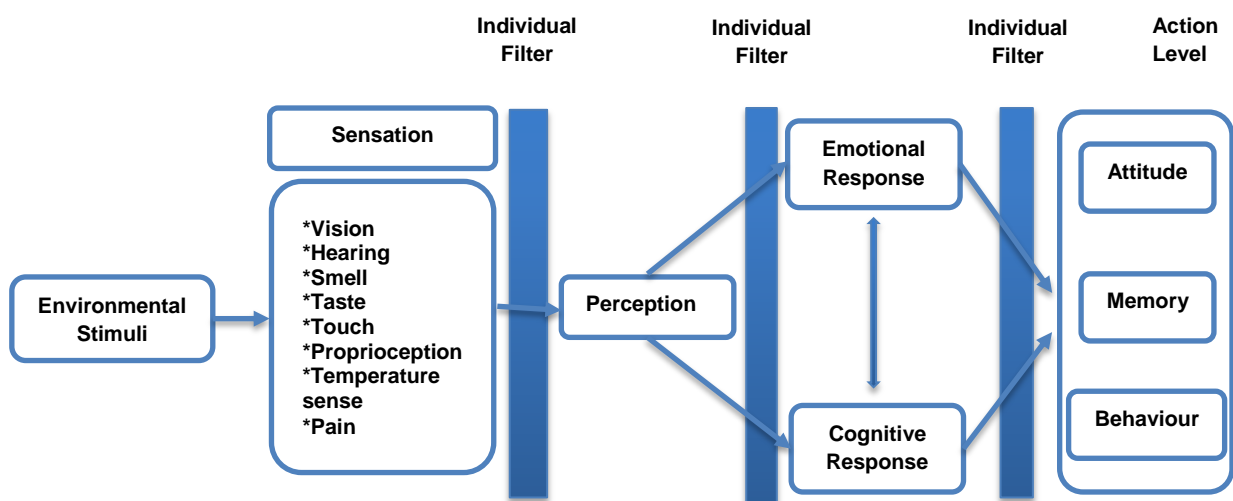 Individual
Filter
Individual
Filter
Individual
Filter
Action
Level
Sensation
*Vision
*Hearing
*Smell
*Taste
*Touch
*Proprioception
*Temperature
sense
*Pain
Environmental
Stimuli
Perception
Emotional
Response
Cognitive
Response
Attitude
Memory
Behaviour